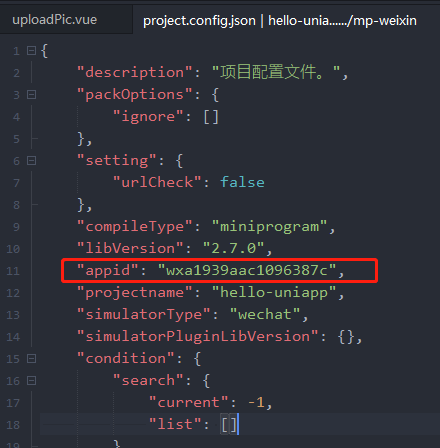 uploadPic.vue project.config.json | hello-unia....../mp-weixin
1 {
2 "description": "项目配置文件。",
3 "packOptions": {
4 "ignore": []
5 },
6 "setting": {
7 "urlCheck": false
8 },
9 "compileType": "miniprogram",
10 "libVersion": "2.7.0",
11 "appid": "wxa1939aac1096387c",
12 "projectname": "hello-uniapp",
13 "simulatorType": "wechat",
14 "simulatorPluginLibVersion": {},
15 "condition": {
16 "search": {
17 "current": -1,
18 "list": []
}